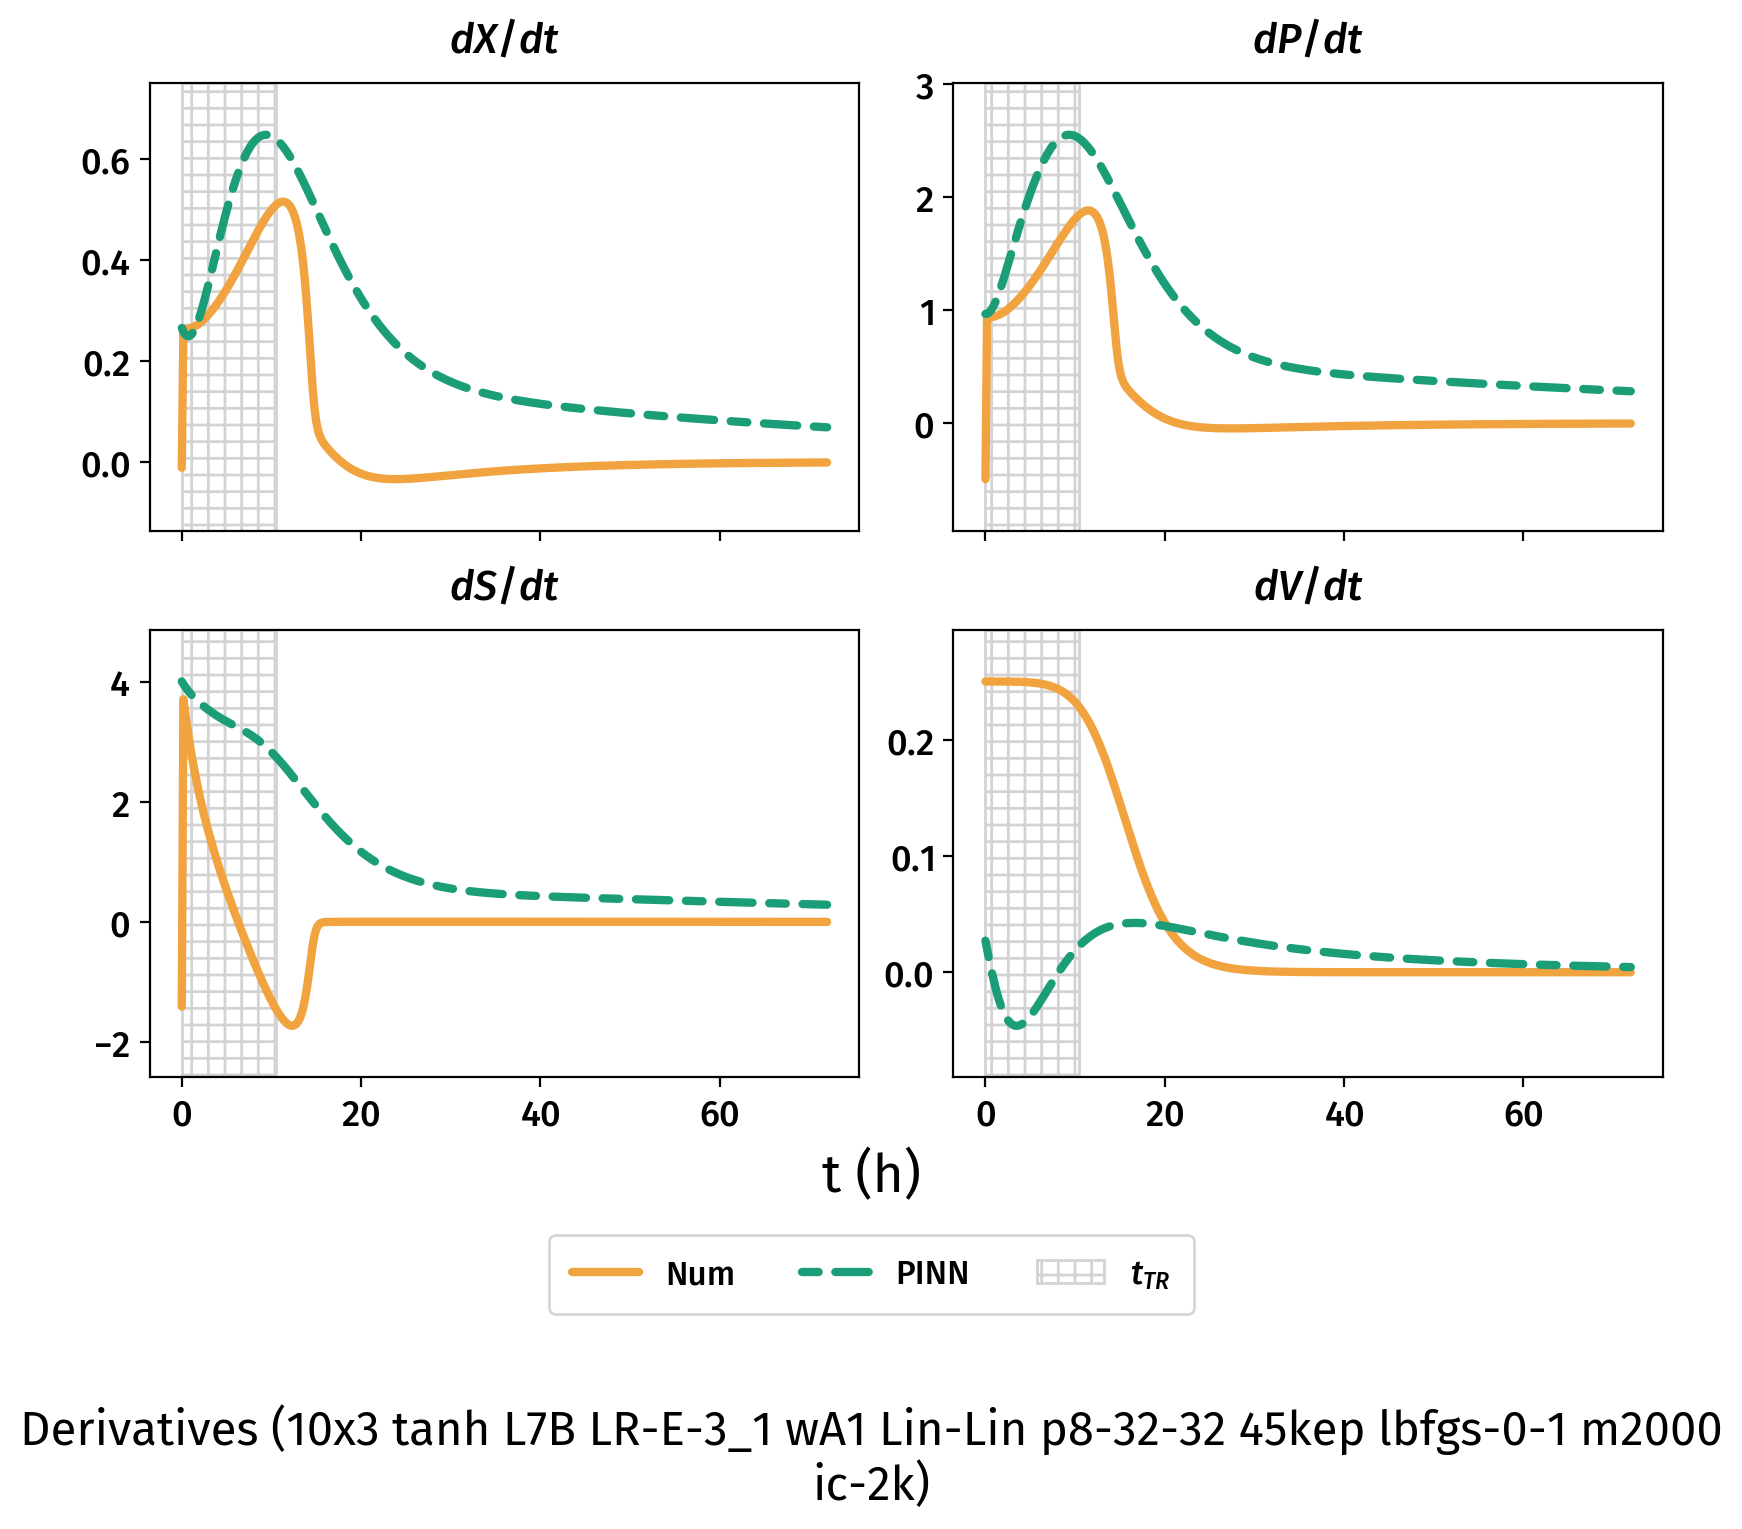 dX/dt
dP/dt
0.6
0.4
0.2
0.0
3
2
1
0
dS/dt
dV/dt
4
2
0
−2
0.2
0.1
0.0
0 20 40 60
0 20 40 60
t (h)
Num PINN tTR
Derivatives (10x3 tanh L7B LR-E-3_1 wA1 Lin-Lin p8-32-32 45kep lbfgs-0-1 m2000
ic-2k)